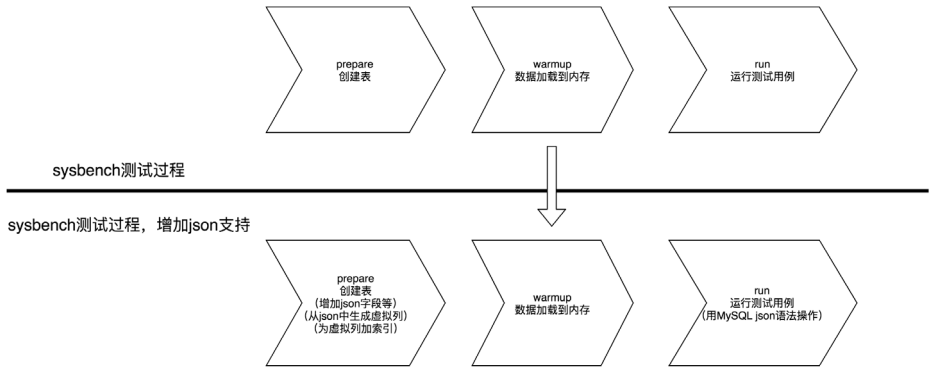 prepare
创建表
warmup
数据加载到内存
run
运行测试用例
sysbench测试过程
sysbench测试过程，增加json支持
prepare
创建表
（增加json字段等）
（从json中生成虚拟列）
（为虚拟列加索引）
warmup
数据加载到内存
run
运行测试用例
（用MySQL json语法操作）